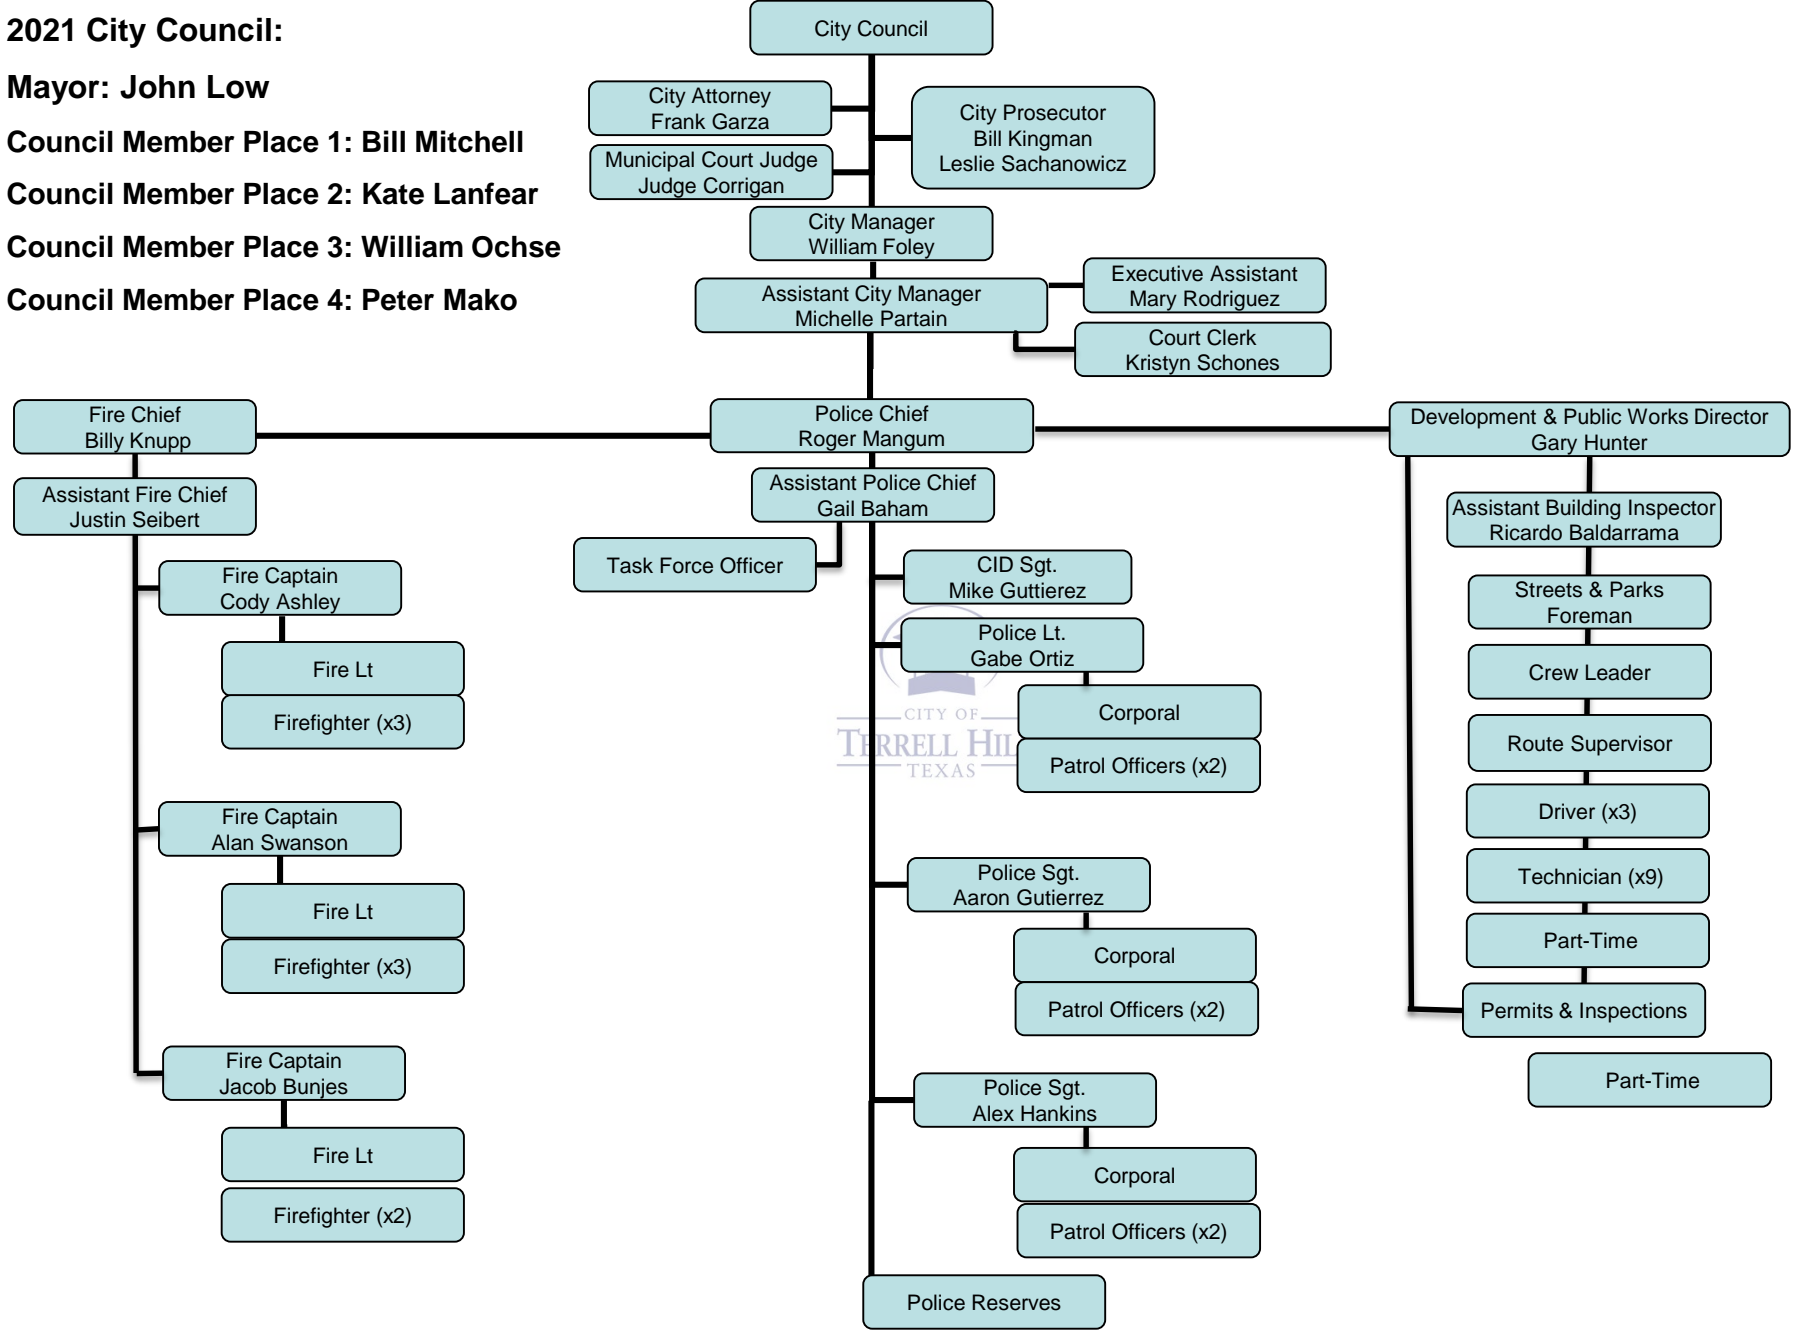 2021 City Council:
Mayor: John Low
Council Member Place 1: Bill Mitchell
Council Member Place 2: Kate Lanfear
Council Member Place 3: William Ochse
Council Member Place 4: Peter Mako
City Council
City Attorney
Frank Garza
City Prosecutor
Bill Kingman
Leslie Sachanowicz
Municipal Court Judge
Judge Corrigan
City Manager
William Foley
Assistant City Manager
Michelle Partain
Executive Assistant
Mary Rodriguez
Court Clerk
Kristyn Schones
Fire Chief
Billy Knupp
Assistant Fire Chief
Justin Seibert
Fire Captain
Cody Ashley
Fire Lt
Firefighter (x3)
Fire Captain
Alan Swanson
Fire Lt
Firefighter (x3)
Fire Captain
Jacob Bunjes
Fire Lt
Firefighter (x2)
Police Chief
Roger Mangum
Assistant Police Chief
Gail Baham
Task Force Officer
CID Sgt.
Mike Guttierez
Police Lt.
Gabe Ortiz
Corporal
Patrol Officers (x2)
CITY OF
TERRELL HIL
TEXAS
Police Sgt.
Aaron Gutierrez
Corporal
Patrol Officers (x2)
Police Sgt.
Alex Hankins
Corporal
Patrol Officers (x2)
Police Reserves
Development & Public Works Director
Gary Hunter
Assistant Building Inspector
Ricardo Baldarrama
Streets & Parks
Foreman
Crew Leader
Route Supervisor
Driver (x3)
Technician (x9)
Part-Time
Permits & Inspections
Part-Time